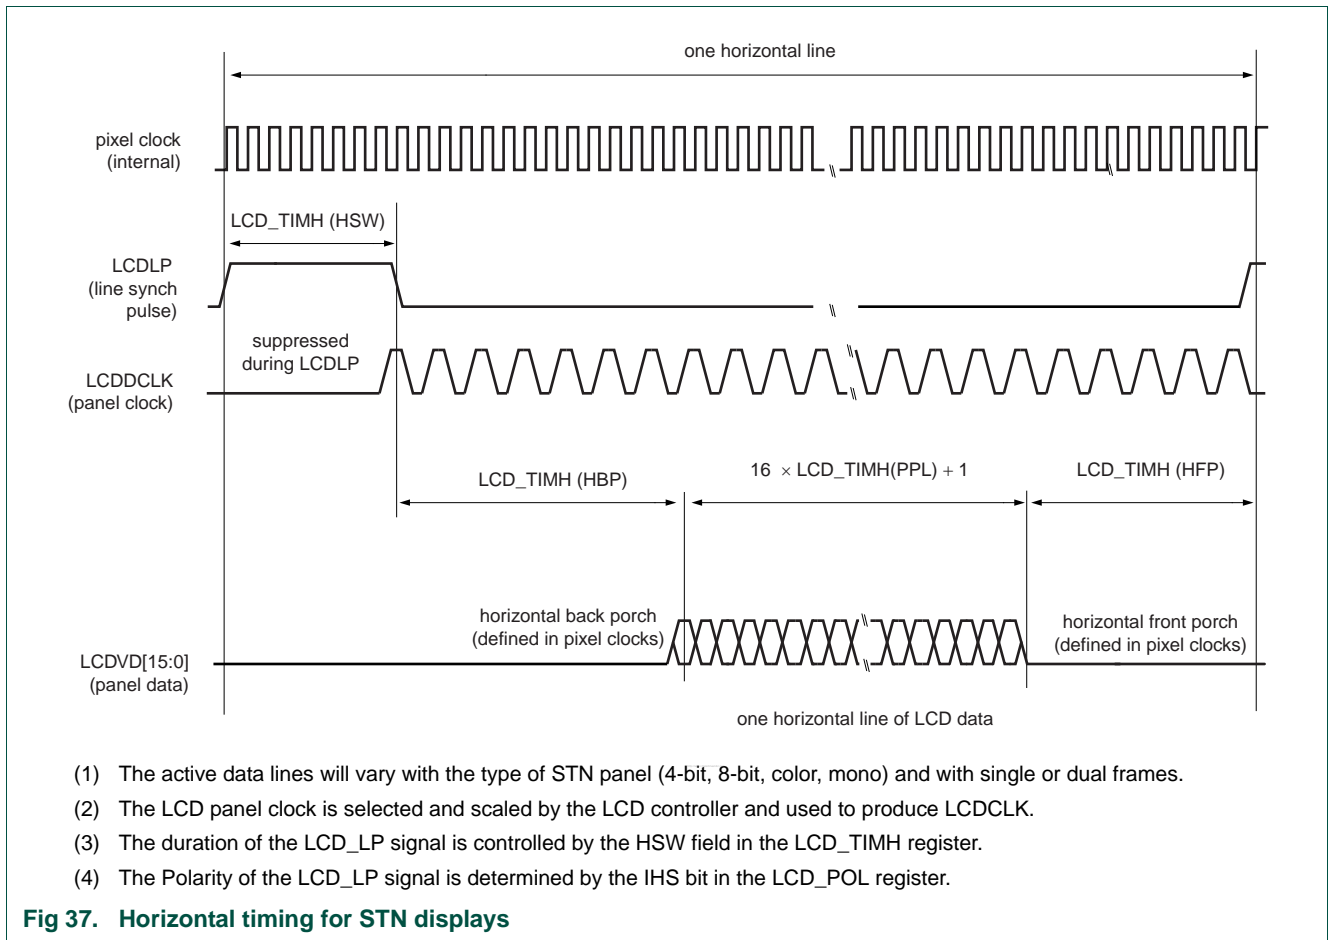 one horizontal line
pixel clock
(internal)
LCD_TIMH (HSW)
LCDLP
(line synch
pulse)
suppressed
during LCDLP
LCDDCLK
(panel clock)
LCD_TIMH (HBP)
16 × LCD_TIMH(PPL) + 1
LCD_TIMH (HFP)
horizontal back porch
(defined in pixel clocks)
horizontal front porch
(defined in pixel clocks)
LCDVD[15:0]
(panel data)
one horizontal line of LCD data
(1) The active data lines will vary with the type of STN panel (4-bit, 8-bit, color, mono) and with single or dual frames.
(2) The LCD panel clock is selected and scaled by the LCD controller and used to produce LCDCLK.
(3) The duration of the LCD_LP signal is controlled by the HSW field in the LCD_TIMH register.
(4) The Polarity of the LCD_LP signal is determined by the IHS bit in the LCD_POL register.
Fig 37. Horizontal timing for STN displays